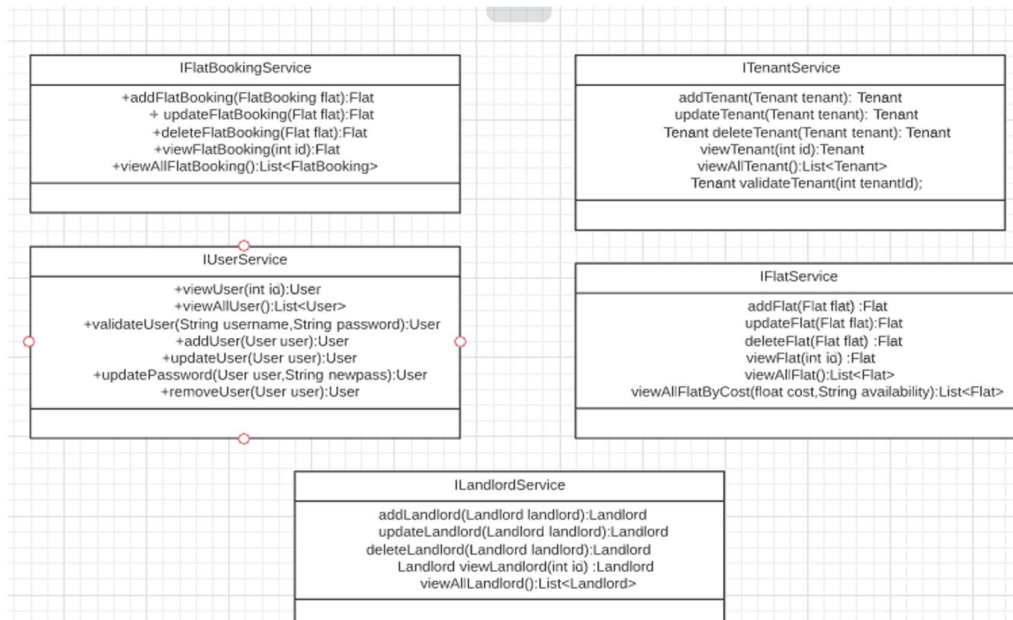 IFlatBookingService
+addFlatBooking(FlatBooking flat):Flat
+ updateFlatBooking(Flat flat):Flat
+deleteFlatBooking(Flat flat):Flat
+viewFlatBooking(int id):Flat
+viewAllFlatBooking():List<FlatBooking>
ITenantService
addTenant(Tenant tenant): Tenant
updateTenant(Tenant tenant): Tenant
Tenant deleteTenant(Tenant tenant): Tenant
viewTenant(int id):Tenant
viewAllTenant():List<Tenant>
Tenant validateTenant(int tenantId);
IUserService
+viewUser(int id):User
+viewAllUser():List<User>
+validateUser(String username,String password):User
+addUser(User user):User
+updateUser(User user):User
+updatePassword(User user,String newpass):User
+removeUser(User user):User
IFlatService
addFlat(Flat flat) :Flat
updateFlat(Flat flat):Flat
deleteFlat(Flat flat) :Flat
viewFlat(int id) :Flat
viewAllFlat():List<Flat>
viewAllFlatByCost(float cost,String availability):List<Flat>
ILandlordService
addLandlord(Landlord landlord):Landlord
updateLandlord(Landlord landlord):Landlord
deleteLandlord(Landlord landlord):Landlord
Landlord viewLandlord(int id) :Landlord
viewAllLandlord():List<Landlord>